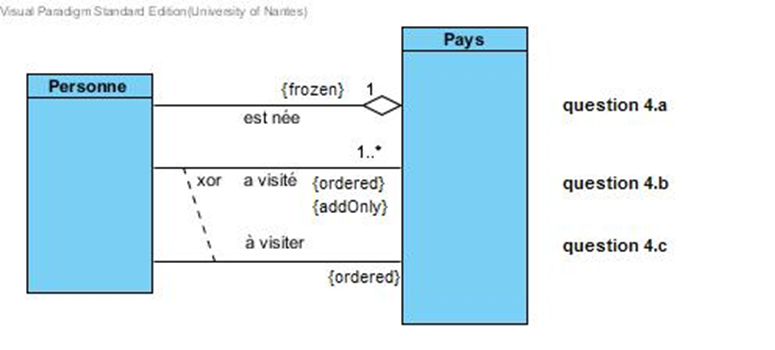 Visual Paradigm Standard Edition(University of Nantes)
Pays
Personne
{frozen} 1
question 4.a
est née
1..*
xor a visité {ordered}
question 4.b
{addOnly}
à visiter
question 4.c
{ordered}